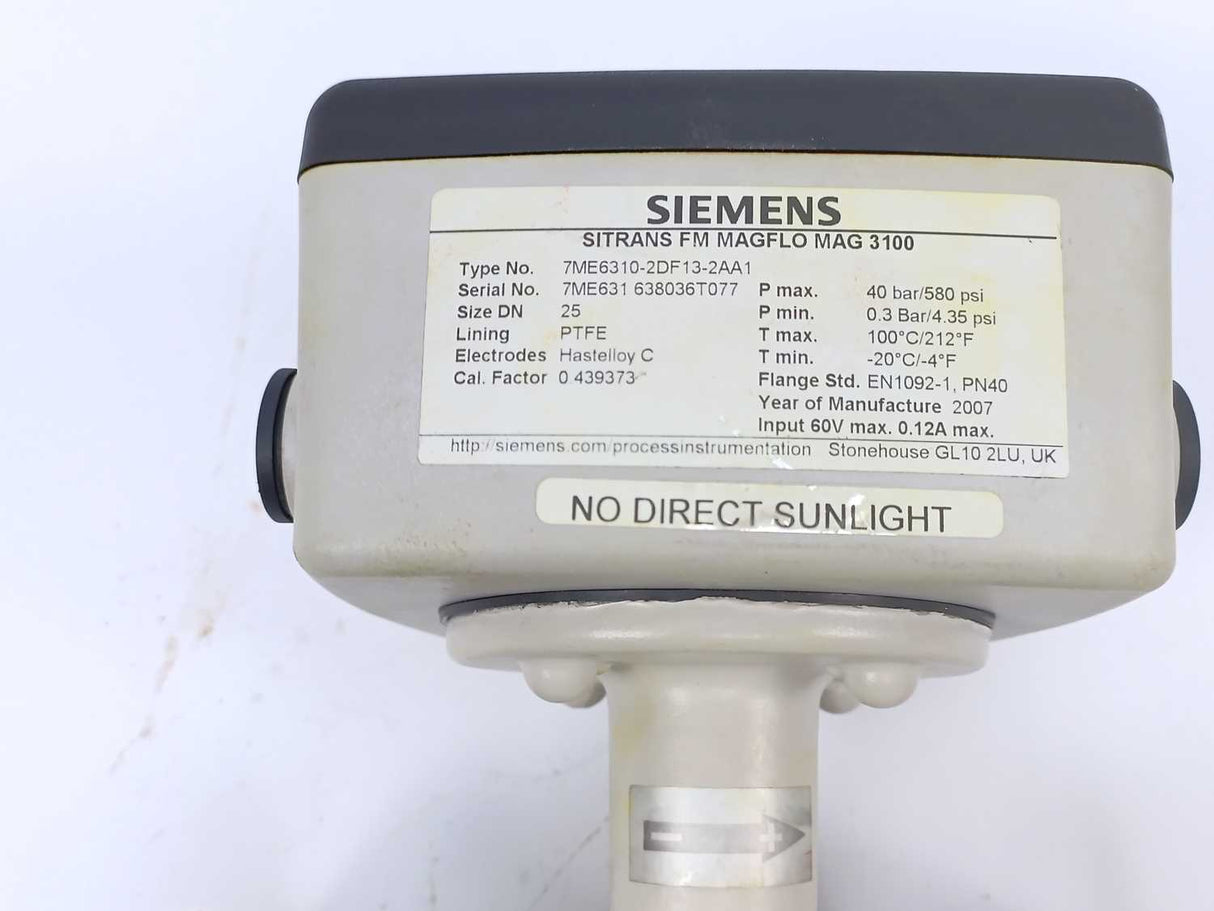 SIEMENS
SITRANS FM MAGFLO MAG 3100
Type No. 7ME6310-2DF13-2AA1
Serial No. 7ME631 638036T077
Size DN 25
Lining PTFE
Electrodes Hastelloy C
Cal. Factor 0.439373
P max. 40 bar/580 psi
P min. 0.3 Bar/4.35 psi
T max. 100°C/212°F
T min. -20°C/-4°F
Flange Std. EN1092-1, PN40
Year of Manufacture 2007
Input 60V max. 0.12A max.
http://siemens.com/processinstrumentation Stonehouse GL10 2LU, UK
NO DIRECT SUNLIGHT
- +